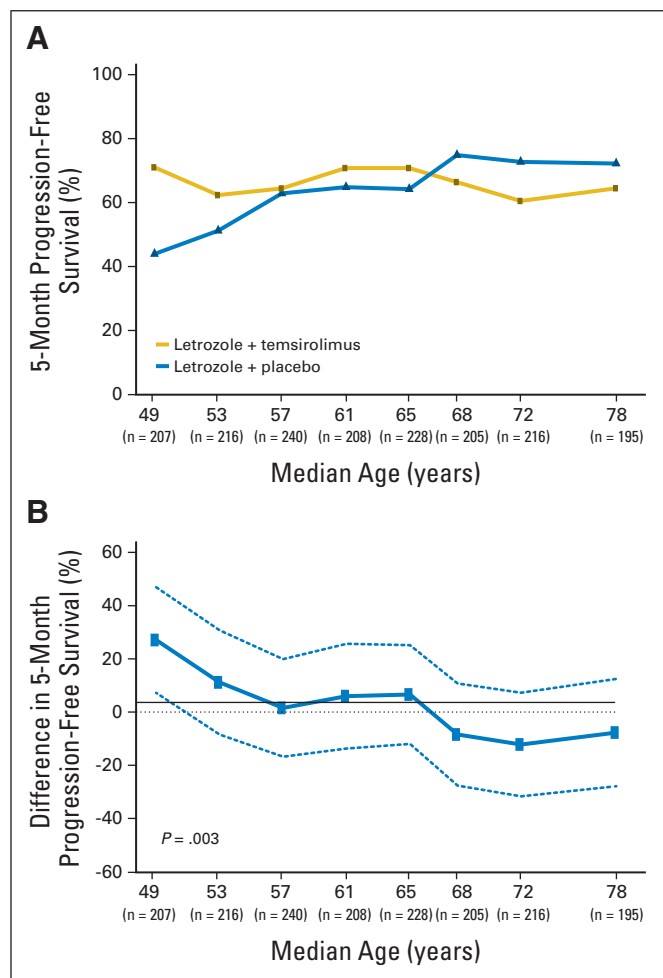 A
5-Month Progression-Free
Survival (%)
100
80
60
40
20
0
Letrozole + temsirolimus
Letrozole + placebo
49 53 57 61 65 68 72 78
(n = 207) (n = 216) (n = 240) (n = 208) (n = 228) (n = 205) (n = 216) (n = 195)
Median Age (years)
B
Difference in 5-Month
Progression-Free Survival (%)
60
40
20
0
-20
-40
-60
P = .003
49 53 57 61 65 68 72 78
(n = 207) (n = 216) (n = 240) (n = 208) (n = 228) (n = 205) (n = 216) (n = 195)
Median Age (years)